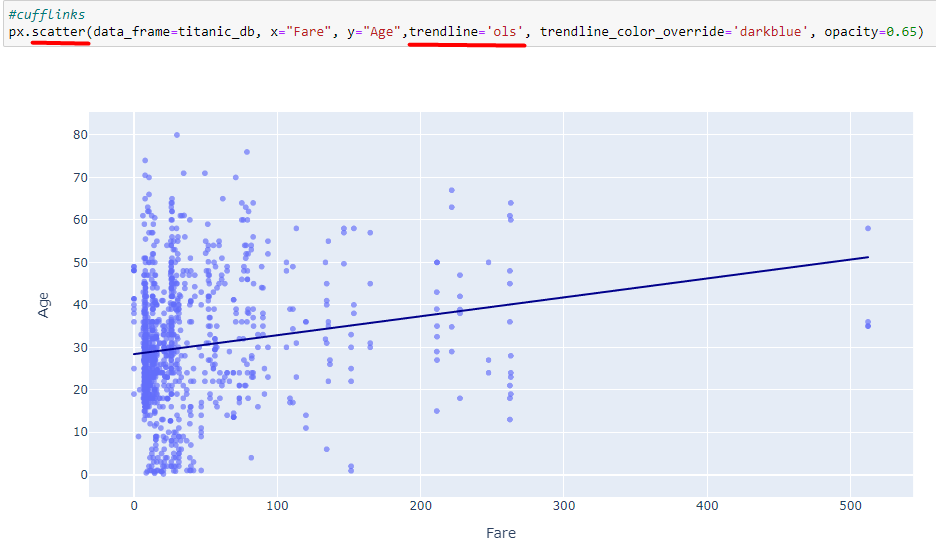 #cufflinks
px.scatter(data_frame=titanic_db, x="Fare", y="Age",trendline='ols', trendline_color_override='darkblue', opacity=0.65)
80
70
60
50
40
30
20
10
0
Age
0 100 200 300 400 500
Fare